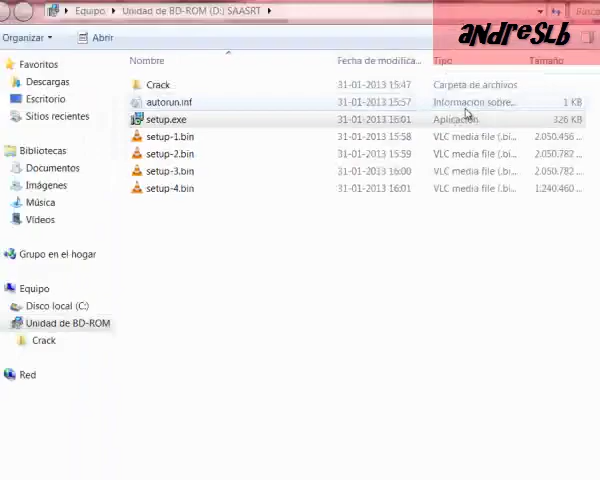 Equipo ▸ Unidad de BD-ROM (D:) SAASRT ▸
andreslb
Organizar Abrir
Nombre Fecha de modifica... Tipo Tamaño
Favoritos
Descargas
Escritorio
Sitios recientes
Bibliotecas
Documentos
Imágenes
Música
Vídeos
Grupo en el hogar
Equipo
Disco local (C:)
Unidad de BD-ROM
Crack
Red
Crack 31-01-2013 15:47 Carpeta de archivos
autorun.inf 31-01-2013 15:57 Información sobre... 1 KB
setup.exe 31-01-2013 16:01 Aplicación 326 KB
setup-1.bin 31-01-2013 15:58 VLC media file (.bi... 2.050.456 ...
setup-2.bin 31-01-2013 15:59 VLC media file (.bi... 2.050.782 ...
setup-3.bin 31-01-2013 16:00 VLC media file (.bi... 2.050.782 ...
setup-4.bin 31-01-2013 16:01 VLC media file (.bi... 1.240.460 ...